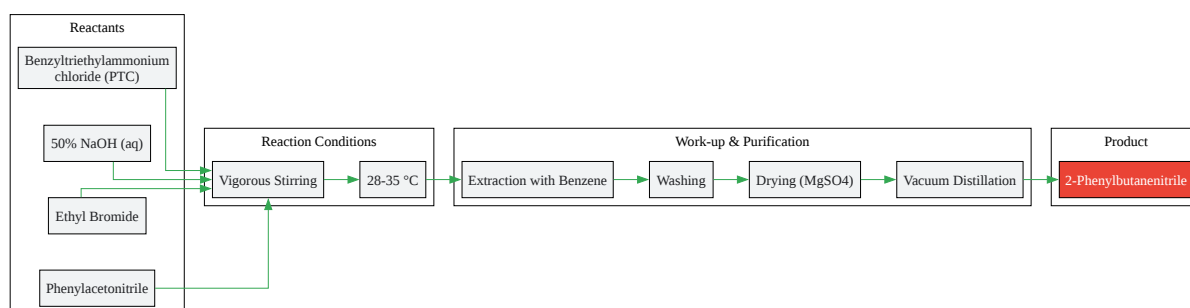 Reactants
Benzyltriethylammonium
chloride (PTC)
50% NaOH (aq)
Ethyl Bromide
Phenylacetonitrile
Reaction Conditions
Vigorous Stirring
28-35 °C
Work-up & Purification
Extraction with Benzene
Washing
Drying (MgSO4)
Vacuum Distillation
Product
2-Phenylbutanenitrile